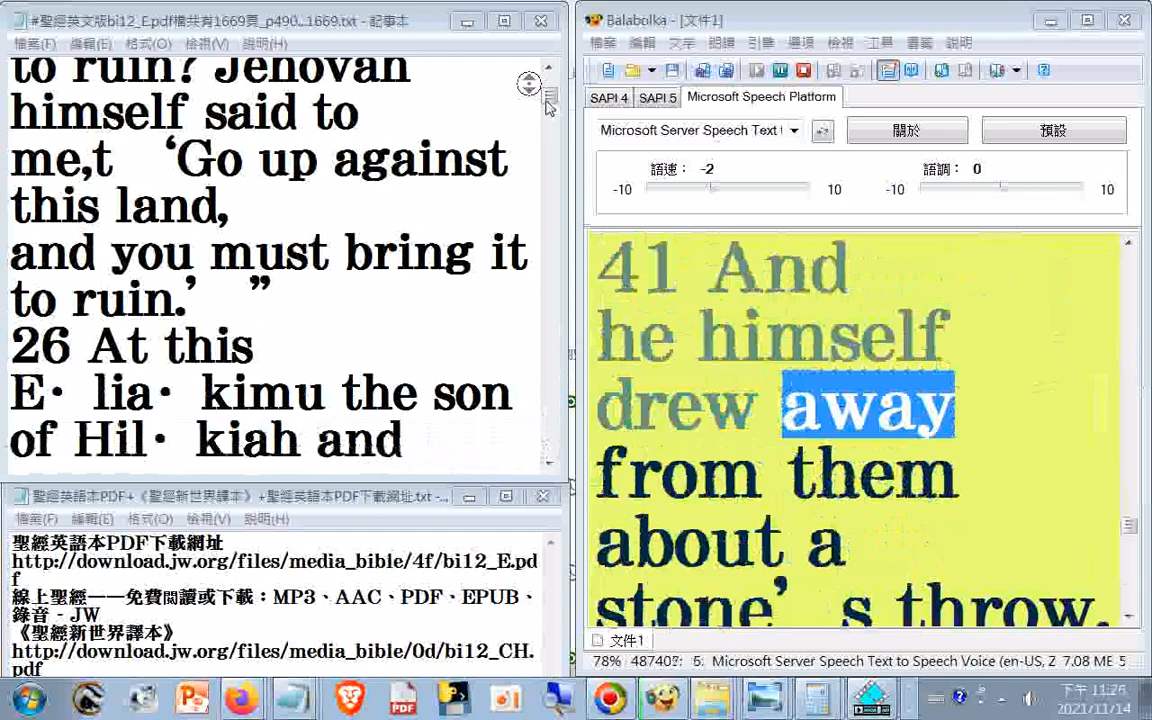 #聖經英文版bi12_E.pdf檔共有1669頁_p490...1669.txt - 記事本
檔案(F) 編輯(E) 格式(O) 檢視(V) 說明(H)
to ruin? Jehovah
himself said to
me,t ‘Go up against
this land,
and you must bring it
to ruin.’ ”
26 At this
E· lia· kimu the son
of Hil· kiah and
聖經英語本PDF+《聖經新世界譯本》+聖經英語本PDF下載網址.txt - ...
檔案(F) 編輯(E) 格式(O) 檢視(V) 說明(H)
聖經英語本PDF下載網址
http://download.jw.org/files/media_bible/4f/bi12_E.pd
f
線上聖經——免費閱讀或下載：MP3、AAC、PDF、EPUB、
錄音 - JW
《聖經新世界譯本》
http://download.jw.org/files/media_bible/0d/bi12_CH.
pdf
Balabolka - [文件1]
檔案 編輯 文字 朗讀 引擎 選項 檢視 工具 書籤 說明
SAPI 4 SAPI 5 Microsoft Speech Platform
Microsoft Server Speech Text 關於 預設
語速： -2 語調： 0
-10 10 -10 10
41 And
he himself
drew away
from them
about a
stone’ s throw,
文件1
78% Microsoft Server Speech Text to Speech Voice (en-US, Z 7.08 ME 5
下午 11:26
2021/11/14